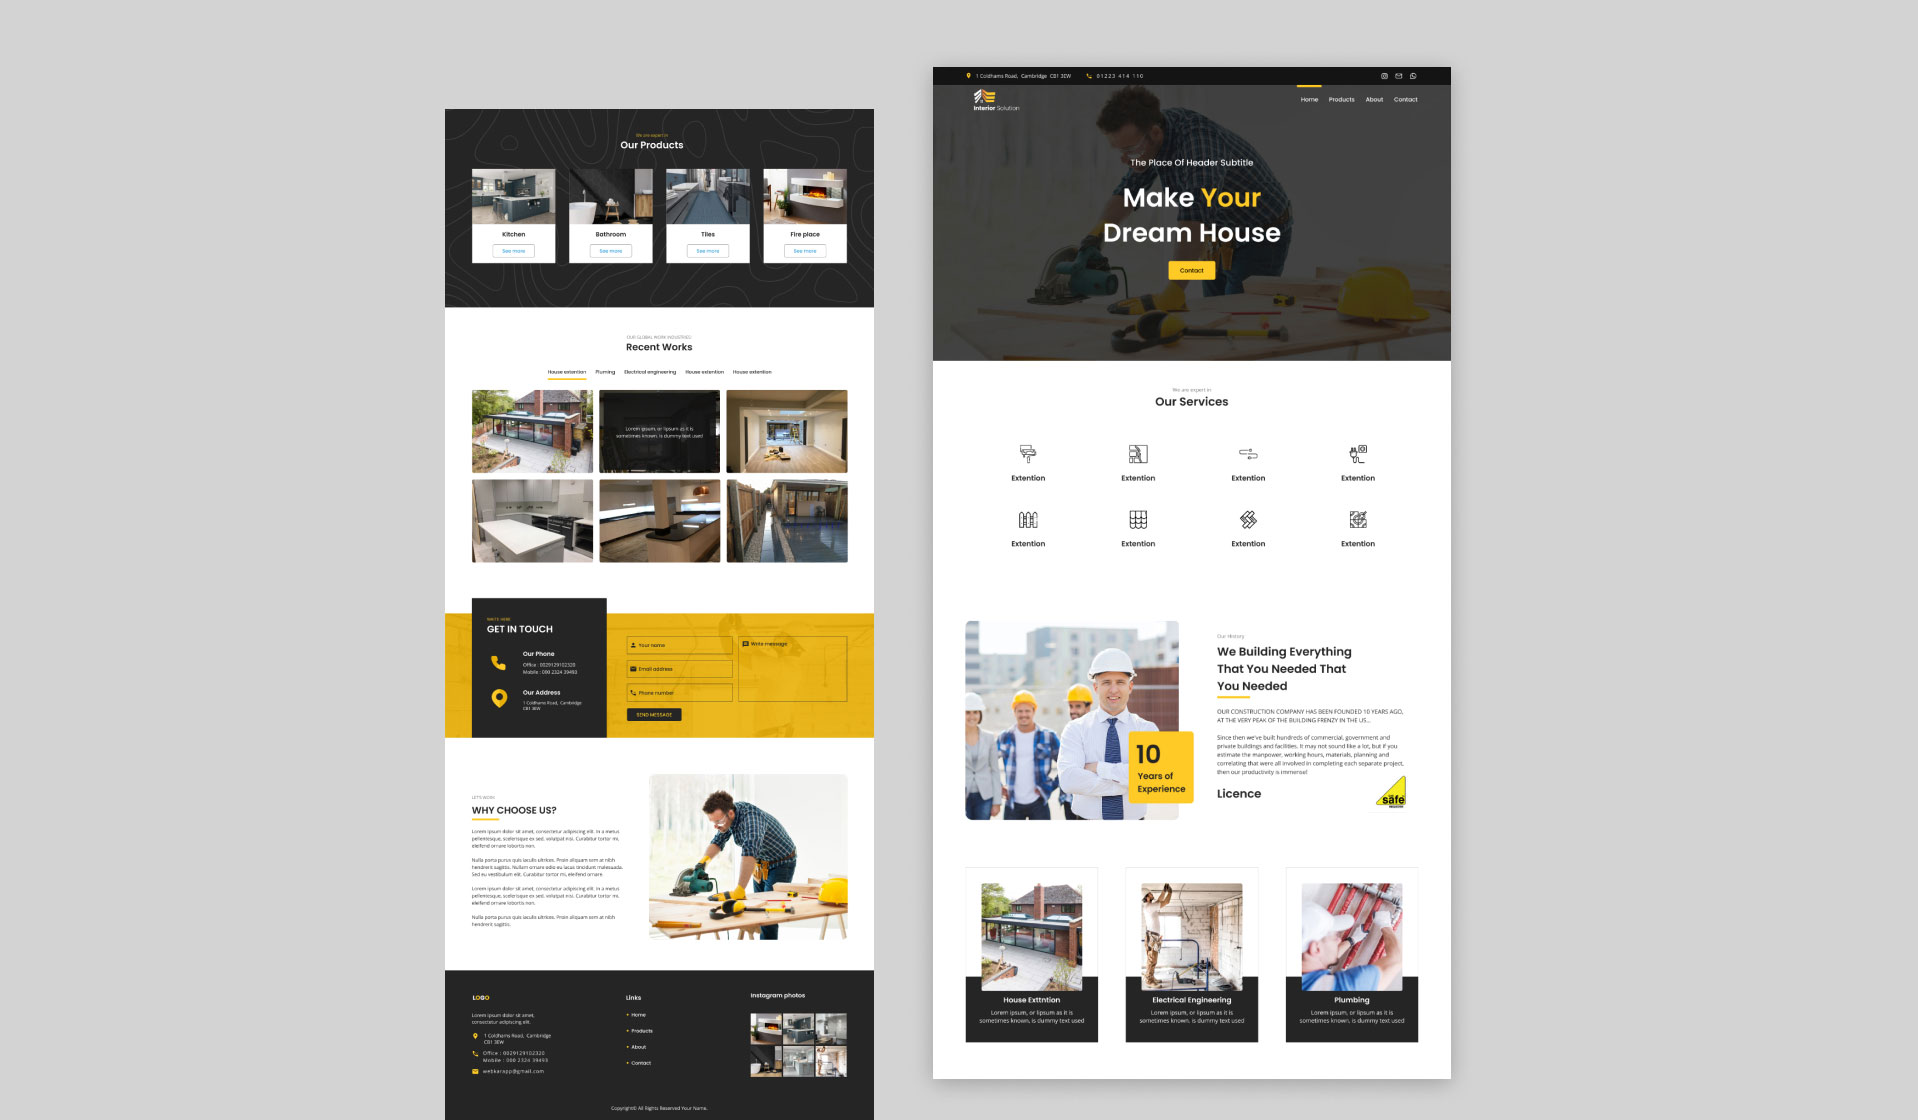 We are expert in
Our Products
Kitchen
Bathroom
Tiles
Fire place
See more
See more
See more
See more
OUR GLOBAL WORK INDUSTRIES
Recent Works
House extention
Pluming
Electrical engineering
House extention
House extention
Lorem ipsum, or lipsum as it is
sometimes known, is dummy text used
WRITE HERE
GET IN TOUCH
Our Phone
Office : 0029129102320
Mobile : 000 2324 39493
Our Address
1 Coldhams Road, Cambridge
CB1 3EW
Your name
Email address
Phone number
Write message
SEND MESSAGE
LET'S WORK
WHY CHOOSE US?
Lorem ipsum dolor sit amet, consectetur adipiscing elit. In a metus
pellentesque, scelerisque ex sed, volutpat nisi. Curabitur tortor mi,
eleifend ornare lobortis non.
Nulla porta purus quis iaculis ultrices. Proin aliquam sem at nibh
hendrerit sagittis. Nullam ornare odio eu lacus tincidunt malesuada.
Sed eu vestibulum elit. Curabitur tortor mi, eleifend ornare
Lorem ipsum dolor sit amet, consectetur adipiscing elit. In a metus
pellentesque, scelerisque ex sed, volutpat nisi. Curabitur tortor mi,
eleifend ornare lobortis non.
Nulla porta purus quis iaculis ultrices. Proin aliquam sem at nibh
hendrerit sagittis.
LOGO
Lorem ipsum dolor sit amet,
consectetur adipiscing elit.
1 Coldhams Road, Cambridge
CB1 3EW
Office : 0029129102320
Mobile : 000 2324 39493
webkarapp@gmail.com
Links
Home
Products
About
Contact
Instagram photos
Copyright© All Rights Reserved Your Name.
1 Coldhams Road, Cambridge CB1 3EW
01223 414 110
Interior Solution
Home
Products
About
Contact
The Place Of Header Subtitle
Make Your
Dream House
Contact
We are expert in
Our Services
Extention
Extention
Extention
Extention
Extention
Extention
Extention
Extention
10
Years of
Experience
Our History
We Building Everything
That You Needed That
You Needed
OUR CONSTRUCTION COMPANY HAS BEEN FOUNDED 10 YEARS AGO,
AT THE VERY PEAK OF THE BUILDING FRENZY IN THE US...
Since then we've built hundreds of commercial, government and
private buildings and facilities. It may not sound like a lot, but if you
estimate the manpower, working hours, materials, planning and
correlating that were all involved in completing each separate project,
then our productivity is immense!
Licence
safe
REGISTER
House Exttntion
Lorem ipsum, or lipsum as it is
sometimes known, is dummy text used
Electrical Engineering
Lorem ipsum, or lipsum as it is
sometimes known, is dummy text used
Plumbing
Lorem ipsum, or lipsum as it is
sometimes known, is dummy text used